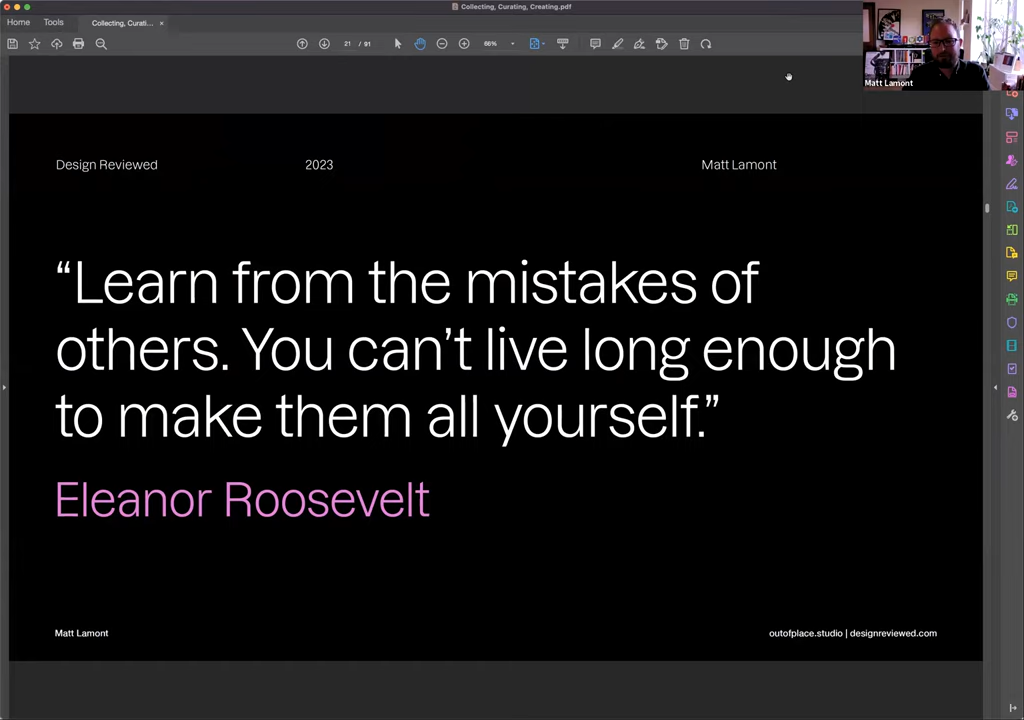 Collecting, Curating, Creating.pdf
Home
Tools
Collecting, Curati...
21 / 91
86%
Matt Lamont
Design Reviewed
2023
Matt Lamont
“Learn from the mistakes of
others. You can’t live long enough
to make them all yourself.”
Eleanor Roosevelt
Matt Lamont
outofplace.studio | designreviewed.com